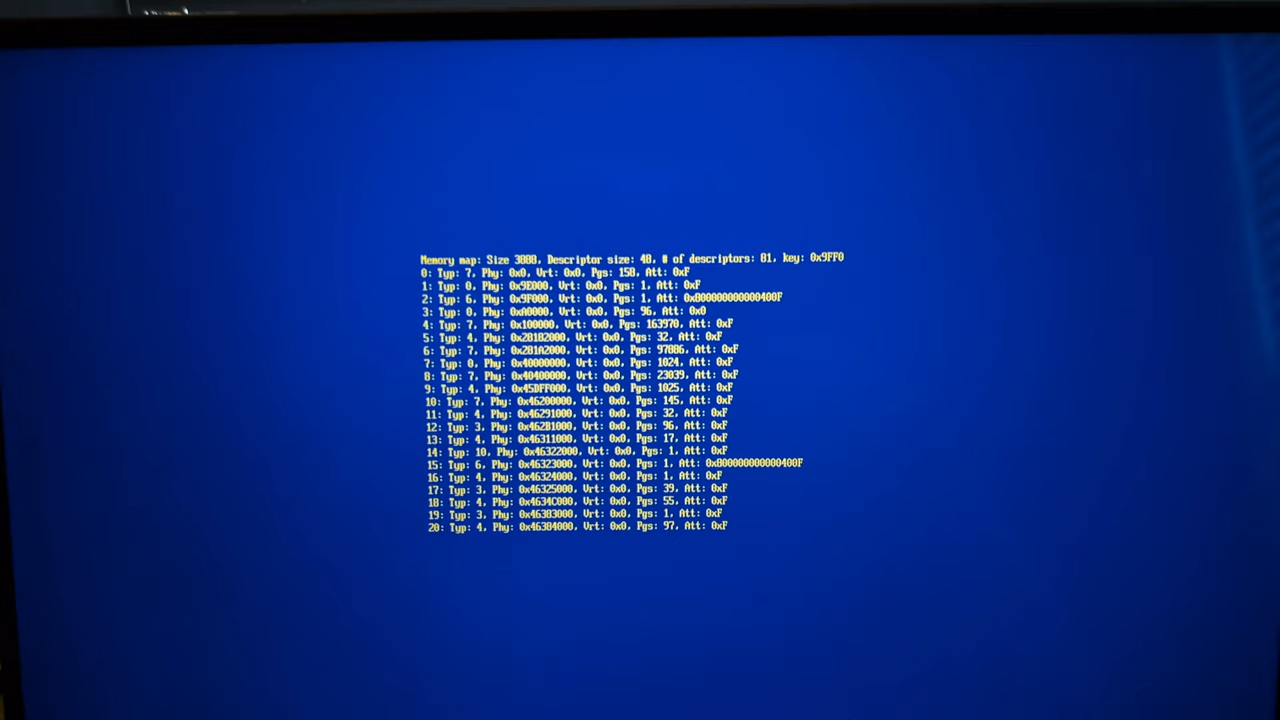 Memory map: Size 3888, Descriptor size: 48, # of descriptors: 81, key: 0x9FF0
0: Typ: 7, Phy: 0x0, Vrt: 0x0, Pgs: 158, Att: 0xF
1: Typ: 0, Phy: 0x9E000, Vrt: 0x0, Pgs: 1, Att: 0xF
2: Typ: 6, Phy: 0x9F000, Vrt: 0x0, Pgs: 1, Att: 0x800000000000400F
3: Typ: 0, Phy: 0xA0000, Vrt: 0x0, Pgs: 96, Att: 0x0
4: Typ: 7, Phy: 0x100000, Vrt: 0x0, Pgs: 163970, Att: 0xF
5: Typ: 4, Phy: 0x28182000, Vrt: 0x0, Pgs: 32, Att: 0xF
6: Typ: 7, Phy: 0x281A2000, Vrt: 0x0, Pgs: 97886, Att: 0xF
7: Typ: 0, Phy: 0x40000000, Vrt: 0x0, Pgs: 1024, Att: 0xF
8: Typ: 7, Phy: 0x40400000, Vrt: 0x0, Pgs: 23039, Att: 0xF
9: Typ: 4, Phy: 0x45DFF000, Vrt: 0x0, Pgs: 1025, Att: 0xF
10: Typ: 7, Phy: 0x46200000, Vrt: 0x0, Pgs: 145, Att: 0xF
11: Typ: 4, Phy: 0x46291000, Vrt: 0x0, Pgs: 32, Att: 0xF
12: Typ: 3, Phy: 0x462B1000, Vrt: 0x0, Pgs: 96, Att: 0xF
13: Typ: 4, Phy: 0x46311000, Vrt: 0x0, Pgs: 17, Att: 0xF
14: Typ: 10, Phy: 0x46322000, Vrt: 0x0, Pgs: 1, Att: 0xF
15: Typ: 6, Phy: 0x46323000, Vrt: 0x0, Pgs: 1, Att: 0x800000000000400F
16: Typ: 4, Phy: 0x46324000, Vrt: 0x0, Pgs: 1, Att: 0xF
17: Typ: 3, Phy: 0x46325000, Vrt: 0x0, Pgs: 39, Att: 0xF
18: Typ: 4, Phy: 0x4634C000, Vrt: 0x0, Pgs: 55, Att: 0xF
19: Typ: 3, Phy: 0x46383000, Vrt: 0x0, Pgs: 1, Att: 0xF
20: Typ: 4, Phy: 0x46384000, Vrt: 0x0, Pgs: 97, Att: 0xF